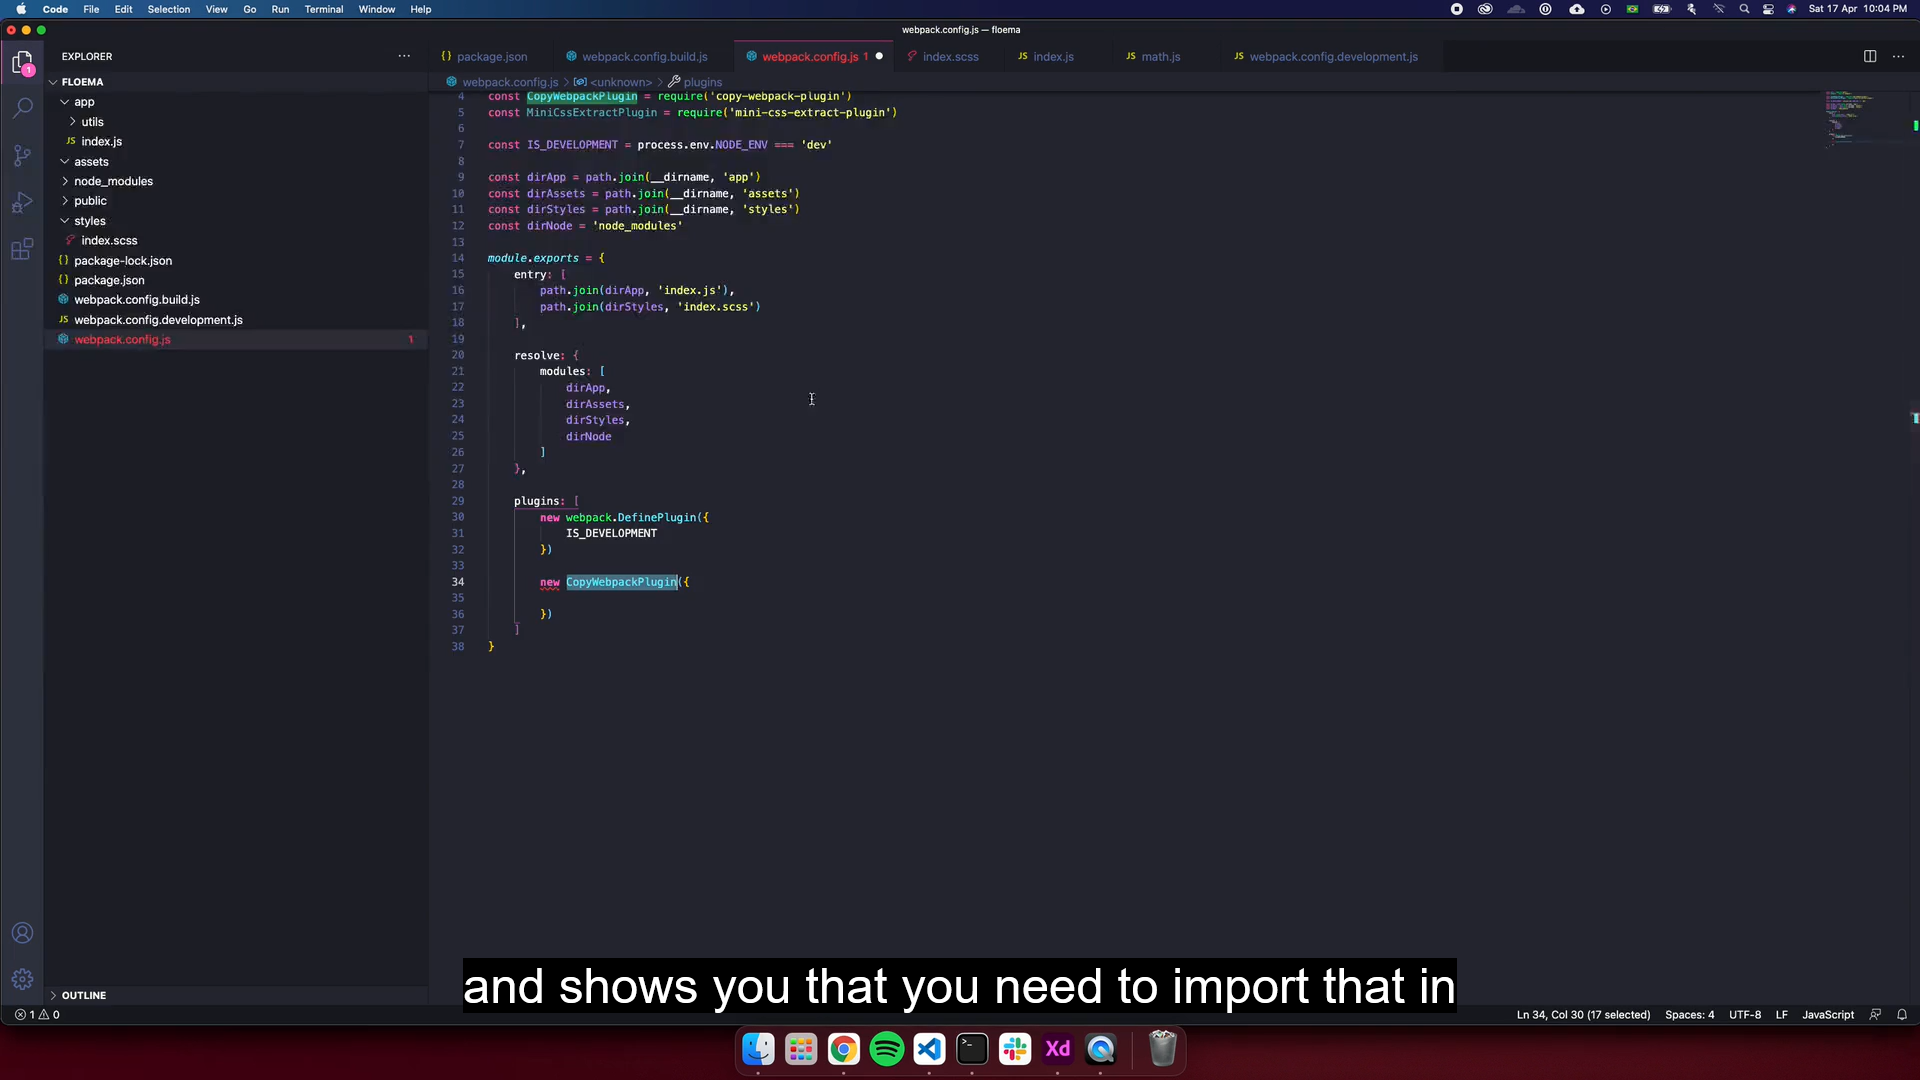 Code File Edit Selection View Go Run Terminal Window Help
Sat 17 Apr 10:04 PM
webpack.config.js — floema
EXPLORER
package.json
webpack.config.build.js
webpack.config.js 1
index.scss
index.js
math.js
webpack.config.development.js
webpack.config.js > <unknown> > plugins
FLOEMA
app
utils
index.js
assets
node_modules
public
styles
index.scss
package-lock.json
package.json
webpack.config.build.js
webpack.config.development.js
webpack.config.js 1
OUTLINE
4 const CopyWebpackPlugin = require('copy-webpack-plugin')
5 const MiniCssExtractPlugin = require('mini-css-extract-plugin')
6
7 const IS_DEVELOPMENT = process.env.NODE_ENV === 'dev'
8
9 const dirApp = path.join(__dirname, 'app')
10 const dirAssets = path.join(__dirname, 'assets')
11 const dirStyles = path.join(__dirname, 'styles')
12 const dirNode = 'node_modules'
13
14 module.exports = {
15 entry: [
16 path.join(dirApp, 'index.js'),
17 path.join(dirStyles, 'index.scss')
18 ],
19
20 resolve: {
21 modules: [
22 dirApp,
23 dirAssets,
24 dirStyles,
25 dirNode
26 ]
27 },
28
29 plugins: [
30 new webpack.DefinePlugin({
31 IS_DEVELOPMENT
32 })
33
34 new CopyWebpackPlugin({
35
36 })
37 ]
38 }
and shows you that you need to import that in
1 0
Ln 34, Col 30 (17 selected) Spaces: 4 UTF-8 LF JavaScript
Xd